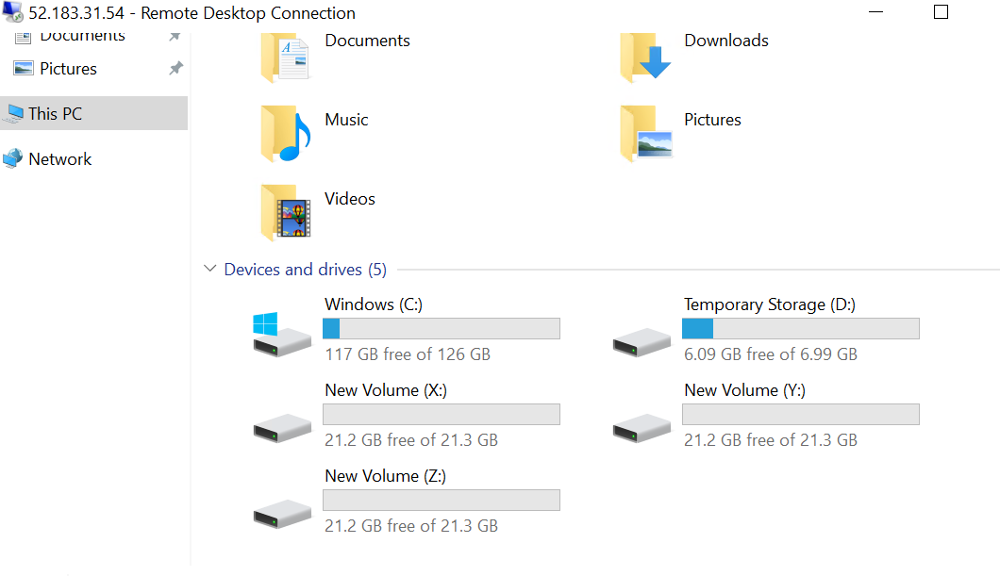 52.183.31.54 - Remote Desktop Connection
Documents
Pictures
This PC
Network
Documents
Downloads
Music
Pictures
Videos
Devices and drives (5)
Windows (C:)
117 GB free of 126 GB
Temporary Storage (D:)
6.09 GB free of 6.99 GB
New Volume (X:)
21.2 GB free of 21.3 GB
New Volume (Y:)
21.2 GB free of 21.3 GB
New Volume (Z:)
21.2 GB free of 21.3 GB